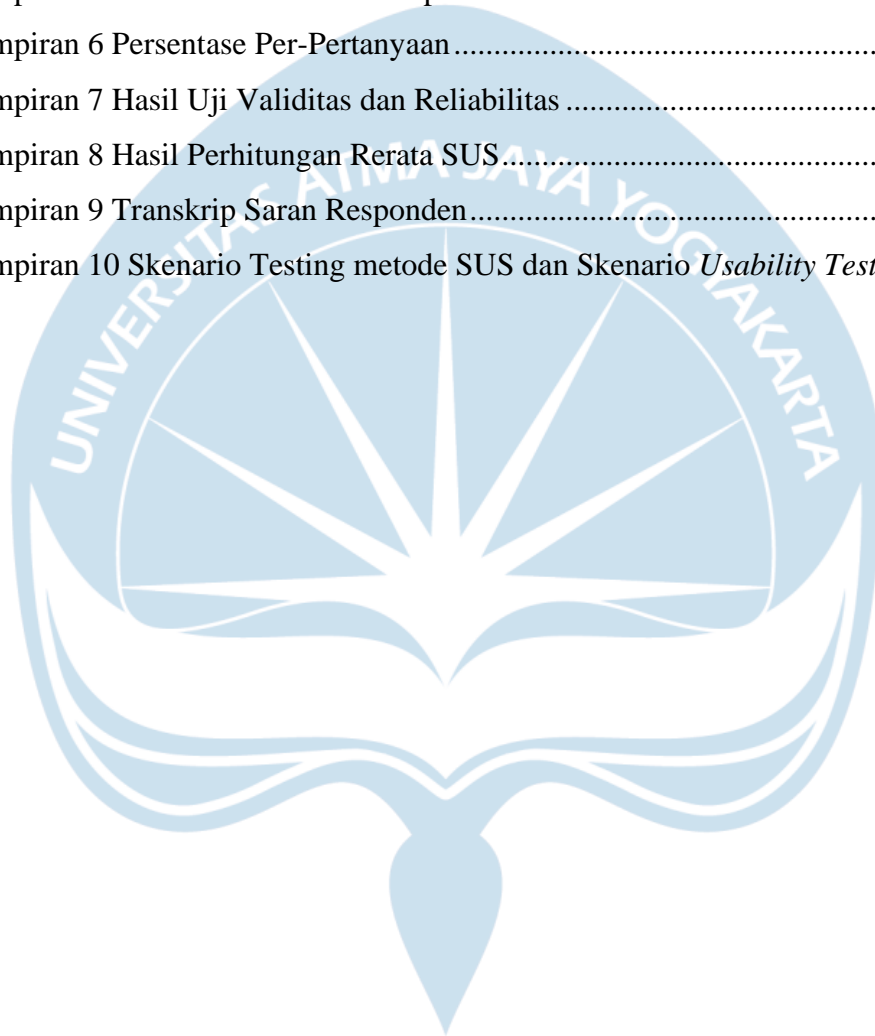 mpiran 6 Persentase Per-Pertanyaan
mpiran 7 Hasil Uji Validitas dan Reliabilitas
mpiran 8 Hasil Perhitungan Rerata SUS
mpiran 9 Transkrip Saran Responden
mpiran 10 Skenario Testing metode SUS dan Skenario Usability Test
UNIVERSITAS ATMA JAYA YOGYAKARTA